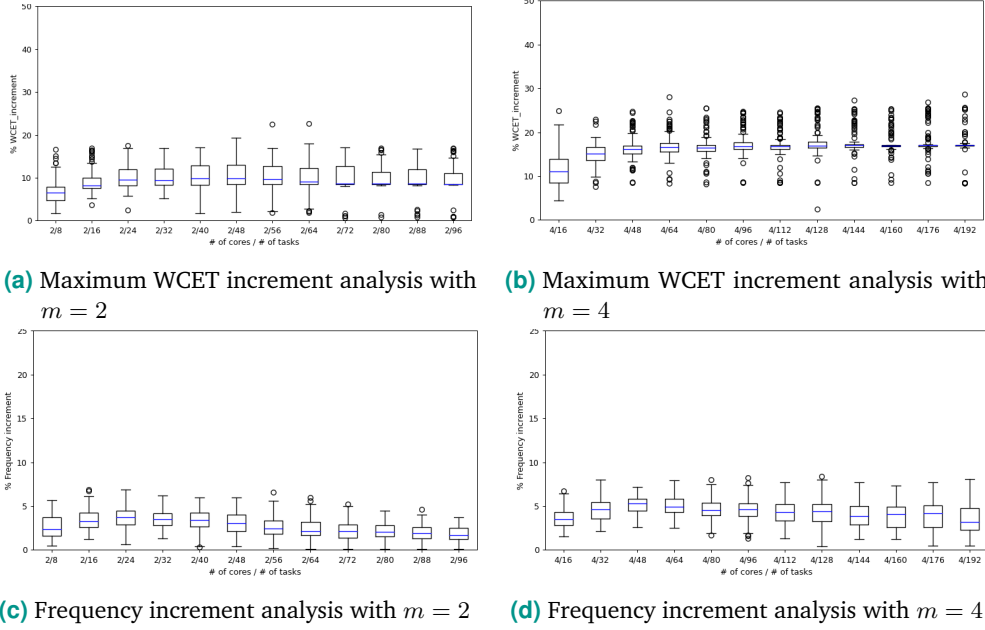 50
40
30
20
10
0
% WCET_increment
2/8 2/16 2/24 2/32 2/40 2/48 2/56 2/64 2/72 2/80 2/88 2/96
# of cores / # of tasks
(a) Maximum WCET increment analysis with
m = 2
50
40
30
20
10
0
% WCET_increment
4/16 4/32 4/48 4/64 4/80 4/96 4/112 4/128 4/144 4/160 4/176 4/192
# of cores / # of tasks
(b) Maximum WCET increment analysis with
m = 4
25
20
15
10
5
0
% Frequency increment
2/8 2/16 2/24 2/32 2/40 2/48 2/56 2/64 2/72 2/80 2/88 2/96
# of cores / # of tasks
(c) Frequency increment analysis with m = 2
25
20
15
10
5
0
% Frequency increment
4/16 4/32 4/48 4/64 4/80 4/96 4/112 4/128 4/144 4/160 4/176 4/192
# of cores / # of tasks
(d) Frequency increment analysis with m = 4